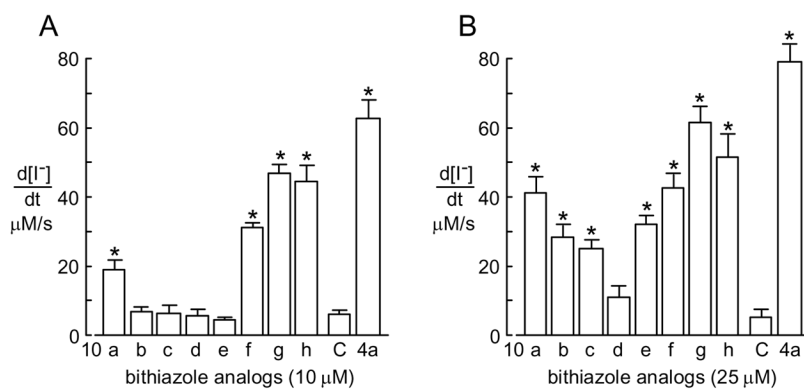 A
80
60
40
20
0
d[I⁻]
dt
μM/s
* * * * * *
10 a b c d e f g h C 4a
bithiazole analogs (10 μM)
B
80
60
40
20
0
d[I⁻]
dt
μM/s
* * * * * * * *
10 a b c d e f g h C 4a
bithiazole analogs (25 μM)